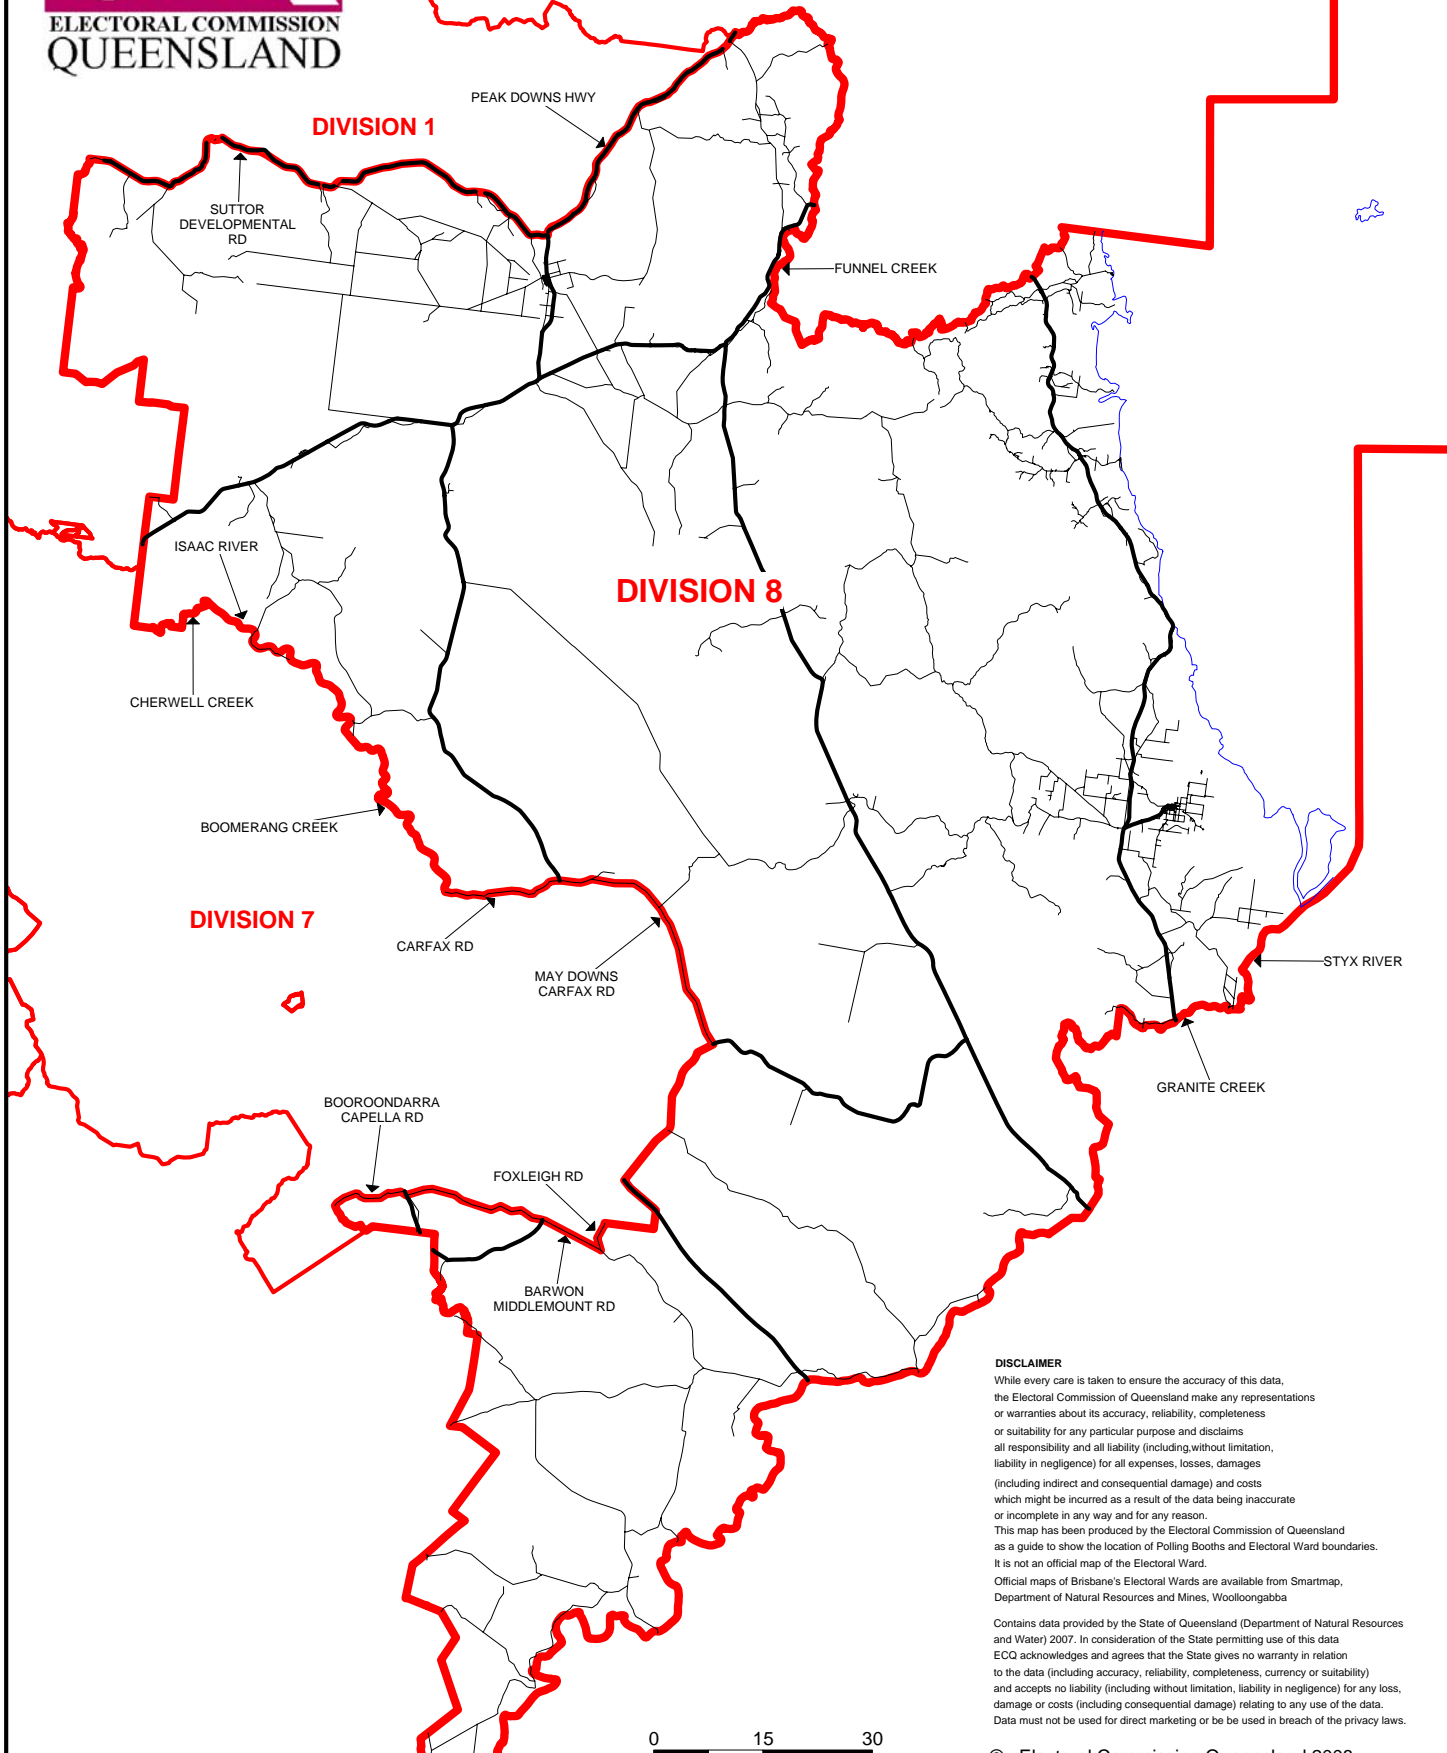 ELECTORAL COMMISSION
QUEENSLAND
PEAK DOWNS HWY
DIVISION 1
SUTTOR
DEVELOPMENTAL
RD
FUNNEL CREEK
ISAAC RIVER
DIVISION 8
CHERWELL CREEK
BOOMERANG CREEK
DIVISION 7
CARFAX RD
MAY DOWNS
CARFAX RD
STYX RIVER
GRANITE CREEK
BOOROONDARRA
CAPELLA RD
FOXLEIGH RD
BARWON
MIDDLEMOUNT RD
DISCLAIMER
While every care is taken to ensure the accuracy of this data,
the Electoral Commission of Queensland make any representations
or warranties about its accuracy, reliability, completeness
or suitability for any particular purpose and disclaims
all responsibility and all liability (including,without limitation,
liability in negligence) for all expenses, losses, damages
(including indirect and consequential damage) and costs
which might be incurred as a result of the data being inaccurate
or incomplete in any way and for any reason.
This map has been produced by the Electoral Commission of Queensland
as a guide to show the location of Polling Booths and Electoral Ward boundaries.
It is not an official map of the Electoral Ward.
Official maps of Brisbane's Electoral Wards are available from Smartmap,
Department of Natural Resources and Mines, Woolloongabba
Contains data provided by the State of Queensland (Department of Natural Resources
and Water) 2007. In consideration of the State permitting use of this data
ECQ acknowledges and agrees that the State gives no warranty in relation
to the data (including accuracy, reliability, completeness, currency or suitability)
and accepts no liability (including without limitation, liability in negligence) for any loss,
damage or costs (including consequential damage) relating to any use of the data.
Data must not be used for direct marketing or be be used in breach of the privacy laws.
0 15 30
© Electoral Commission Queensland 2008